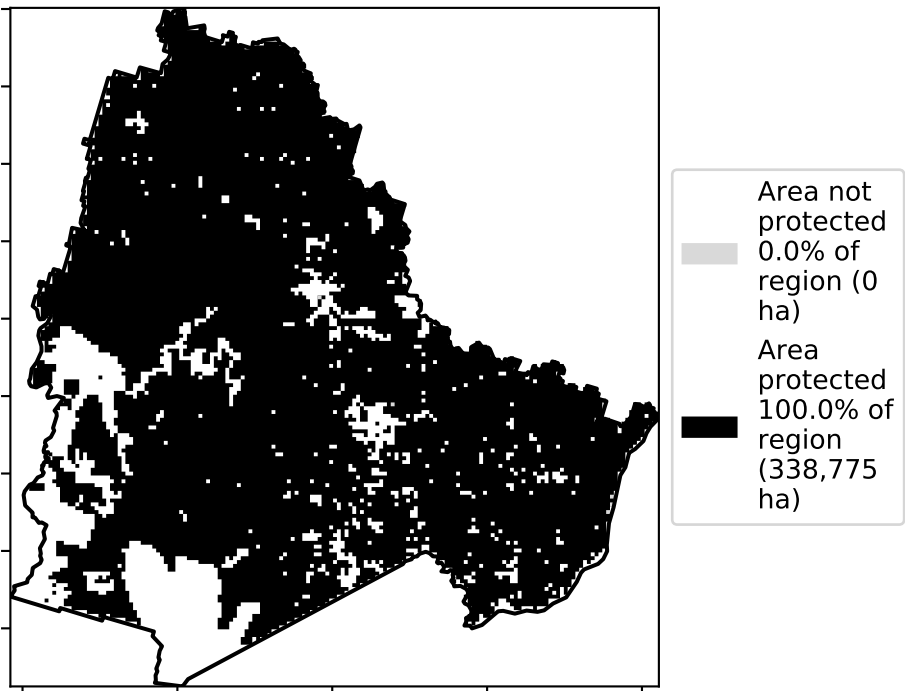 Area not
protected
0.0% of
region (0
ha)
Area
protected
100.0% of
region
(338,775
ha)